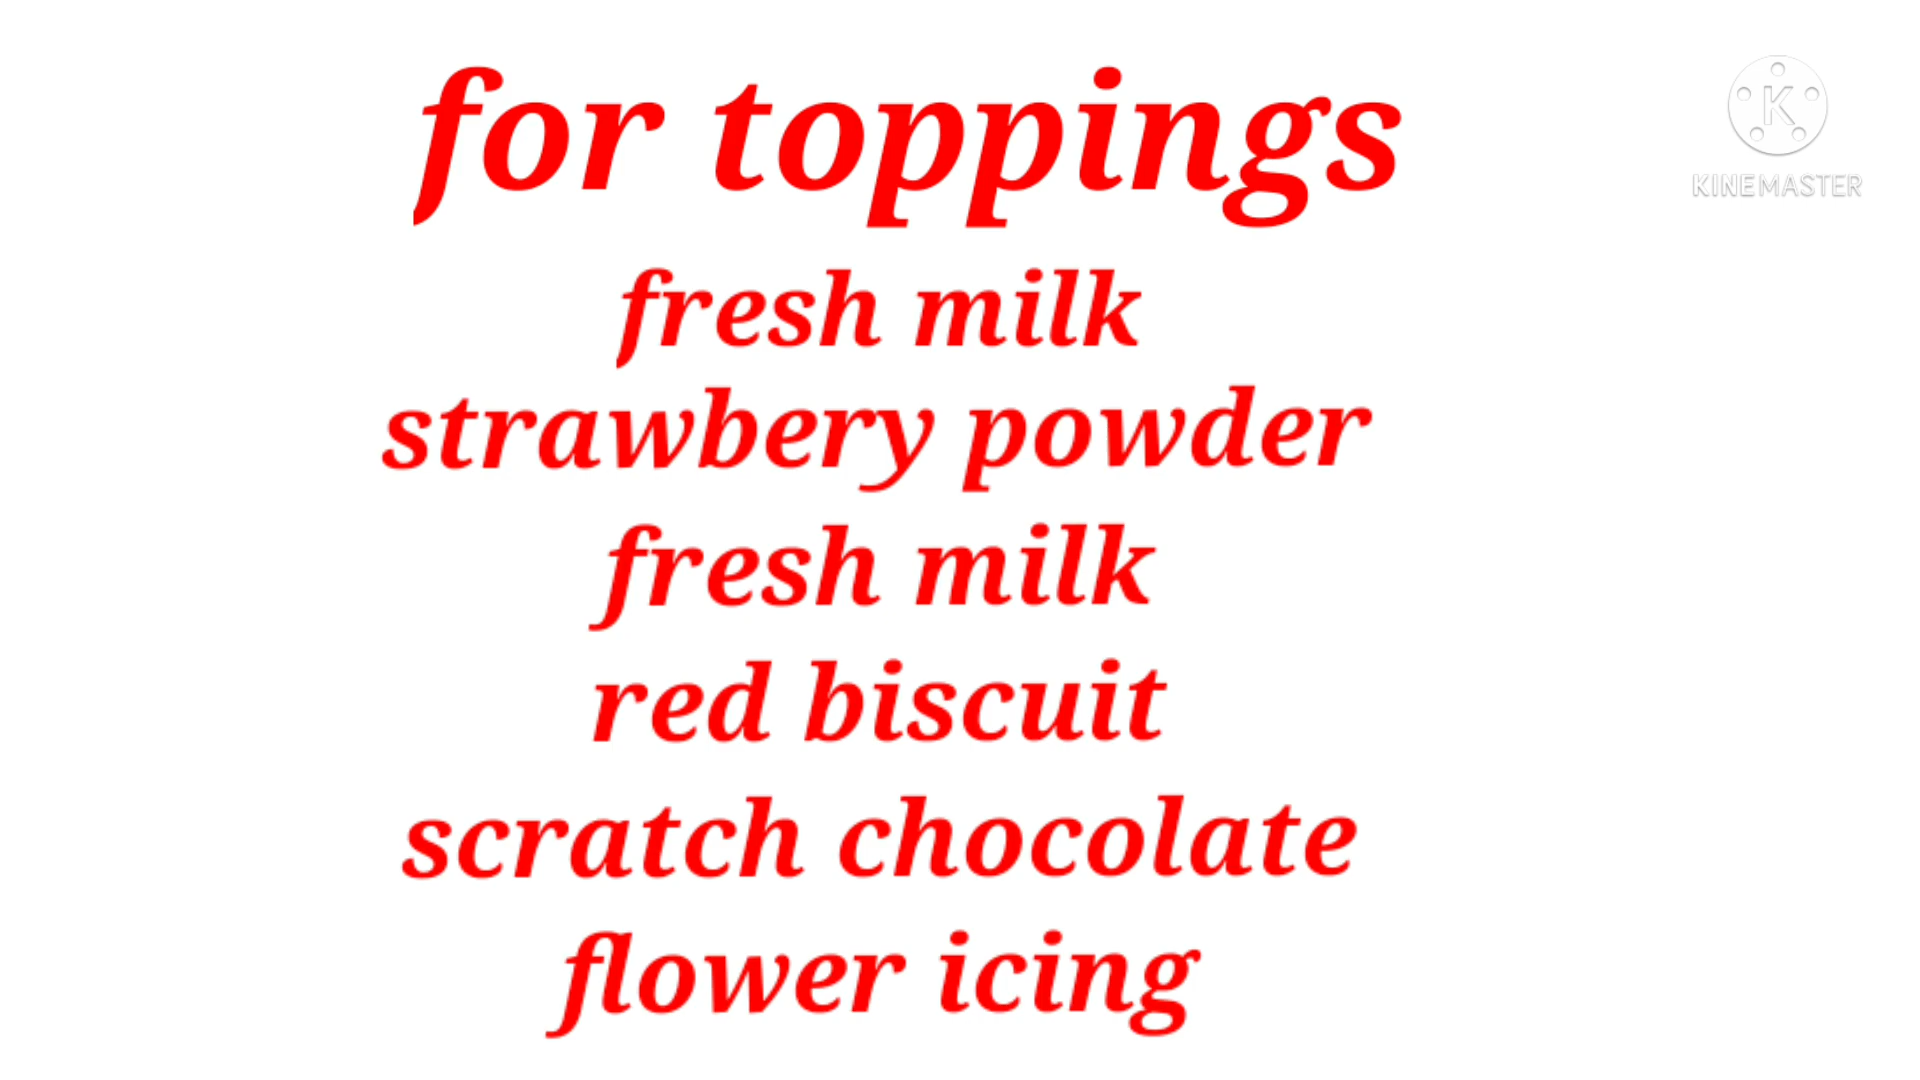 for toppings
K
KINEMASTER
fresh milk
strawbery powder
fresh milk
red biscuit
scratch chocolate
flower icing